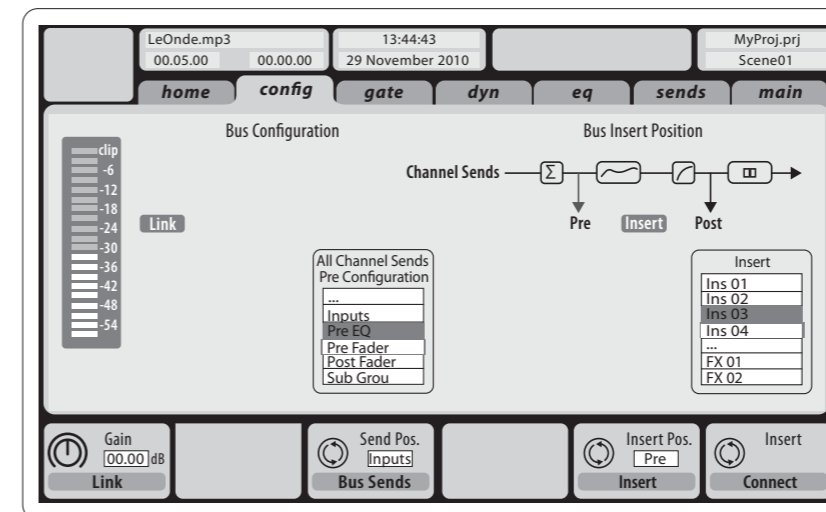 LeOnde.mp3
00.05.00 00.00.00
13:44:43
29 November 2010
MyProj.prj
Scene01
home config gate dyn eq sends main
Bus Configuration
Bus Insert Position
clip
-6
-12
-18
-24
-30
-36
-42
-48
-54
Link
Channel Sends
Σ
Pre Insert Post
All Channel Sends
Pre Configuration
...
Inputs
Pre EQ
Pre Fader
Post Fader
Sub Grou
Insert
Ins 01
Ins 02
Ins 03
Ins 04
...
FX 01
FX 02
Gain
00.00 dB
Link
Send Pos.
Inputs
Bus Sends
Insert Pos.
Pre
Insert
Insert
Connect